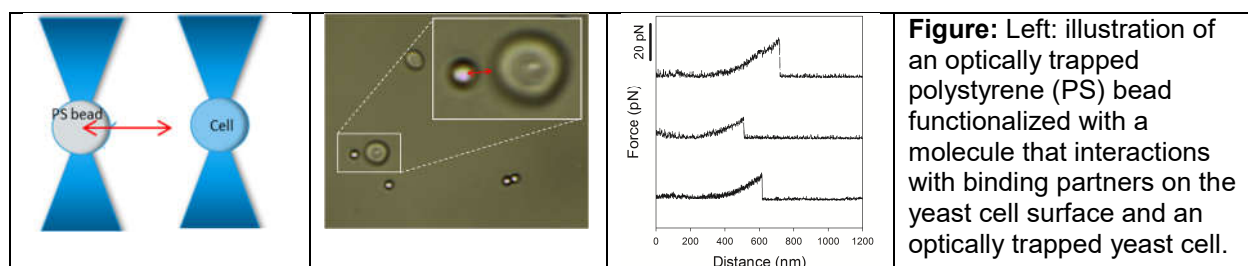 PS bead
Cell
20 pN
Force (pN)
0 200 400 600 800 1000 1200
Distance (nm)
Figure: Left: illustration of
an optically trapped
polystyrene (PS) bead
functionalized with a
molecule that interactions
with binding partners on the
yeast cell surface and an
optically trapped yeast cell.